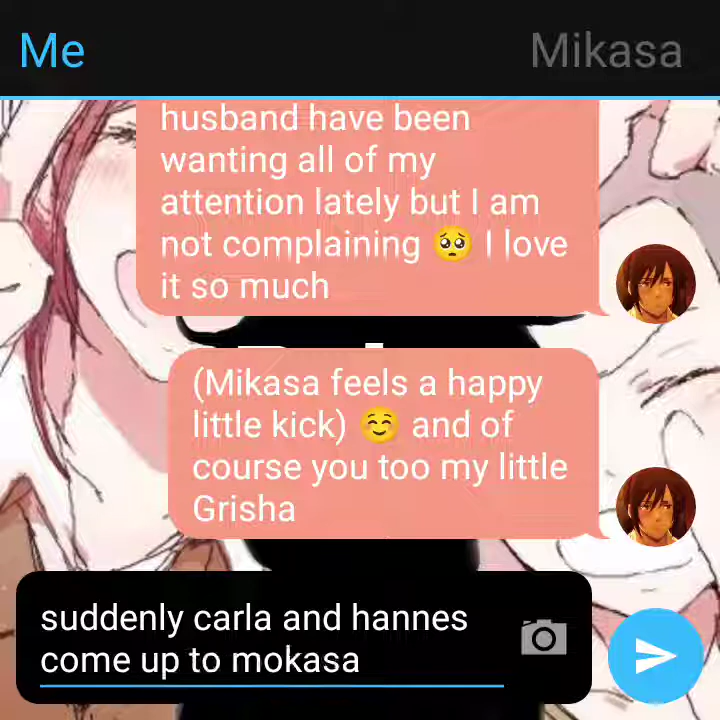 Me
Mikasa
husband have been
wanting all of my
attention lately but I am
not complaining 🥺 I love
it so much
(Mikasa feels a happy
little kick) ☺️ and of
course you too my little
Grisha
suddenly carla and hannes
come up to mokasa